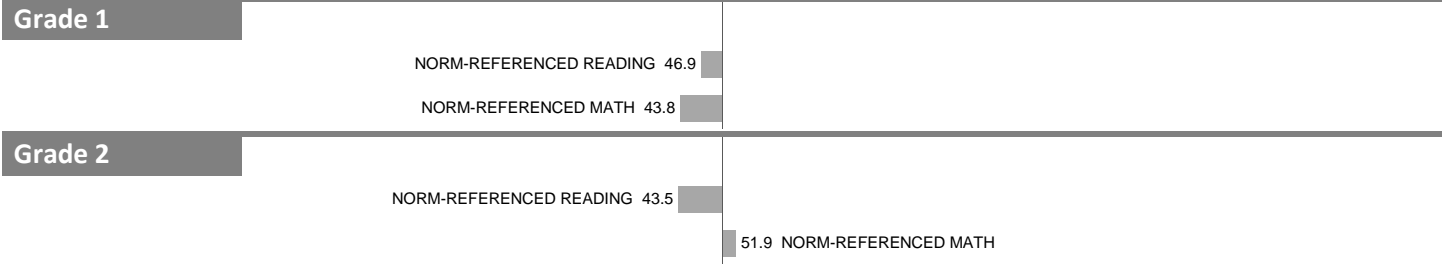 Grade 1
NORM-REFERENCED READING 46.9
NORM-REFERENCED MATH 43.8
Grade 2
NORM-REFERENCED READING 43.5
51.9 NORM-REFERENCED MATH